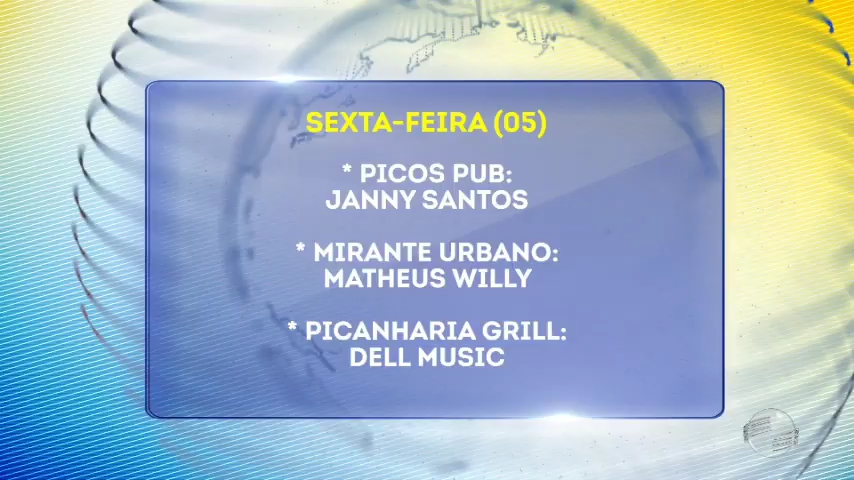 SEXTA-FEIRA (05)
* PICOS PUB:
JANNY SANTOS
* MIRANTE URBANO:
MATHEUS WILLY
* PICANHARIA GRILL:
DELL MUSIC